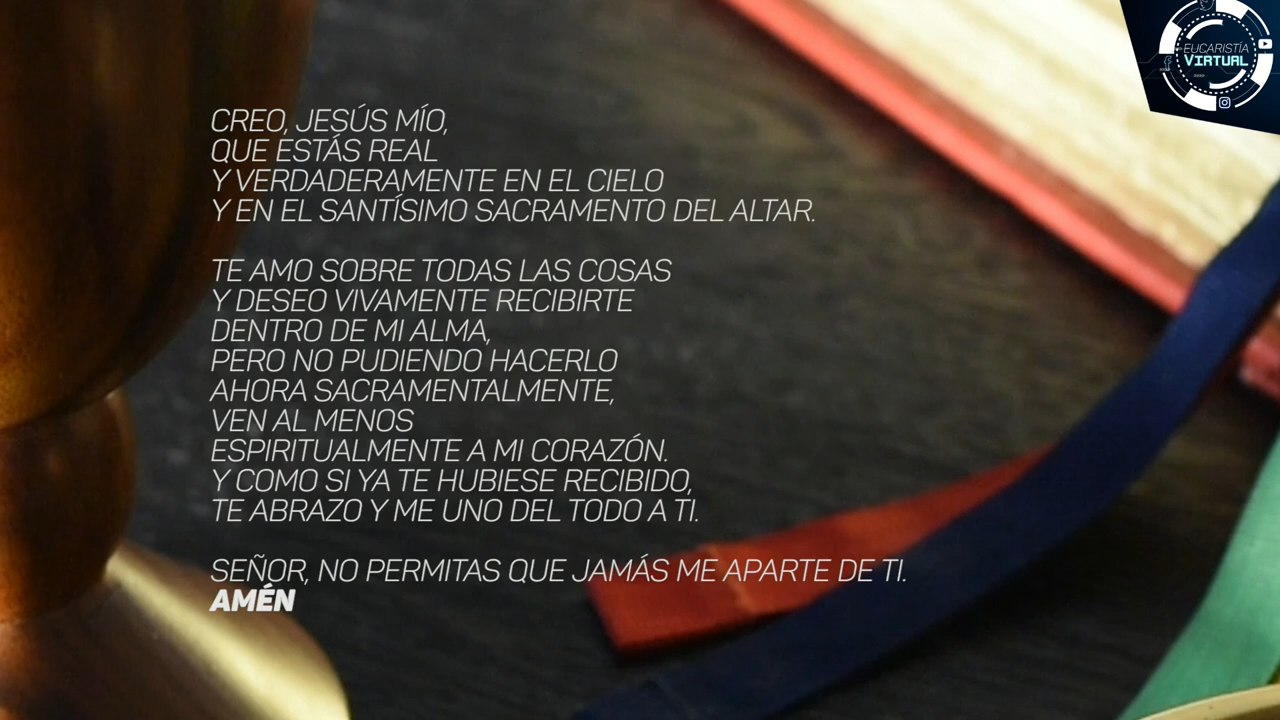 EUCARISTÍA
VIRTUAL
CREO, JESÚS MÍO,
QUE ESTÁS REAL
Y VERDADERAMENTE EN EL CIELO
Y EN EL SANTÍSIMO SACRAMENTO DEL ALTAR.
TE AMO SOBRE TODAS LAS COSAS
Y DESEO VIVAMENTE RECIBIRTE
DENTRO DE MI ALMA,
PERO NO PUDIENDO HACERLO
AHORA SACRAMENTALMENTE,
VEN AL MENOS
ESPIRITUALMENTE A MI CORAZÓN.
Y COMO SI YA TE HUBIESE RECIBIDO,
TE ABRAZO Y ME UNO DEL TODO A TI.
SEÑOR, NO PERMITAS QUE JAMÁS ME APARTE DE TI.
AMÉN